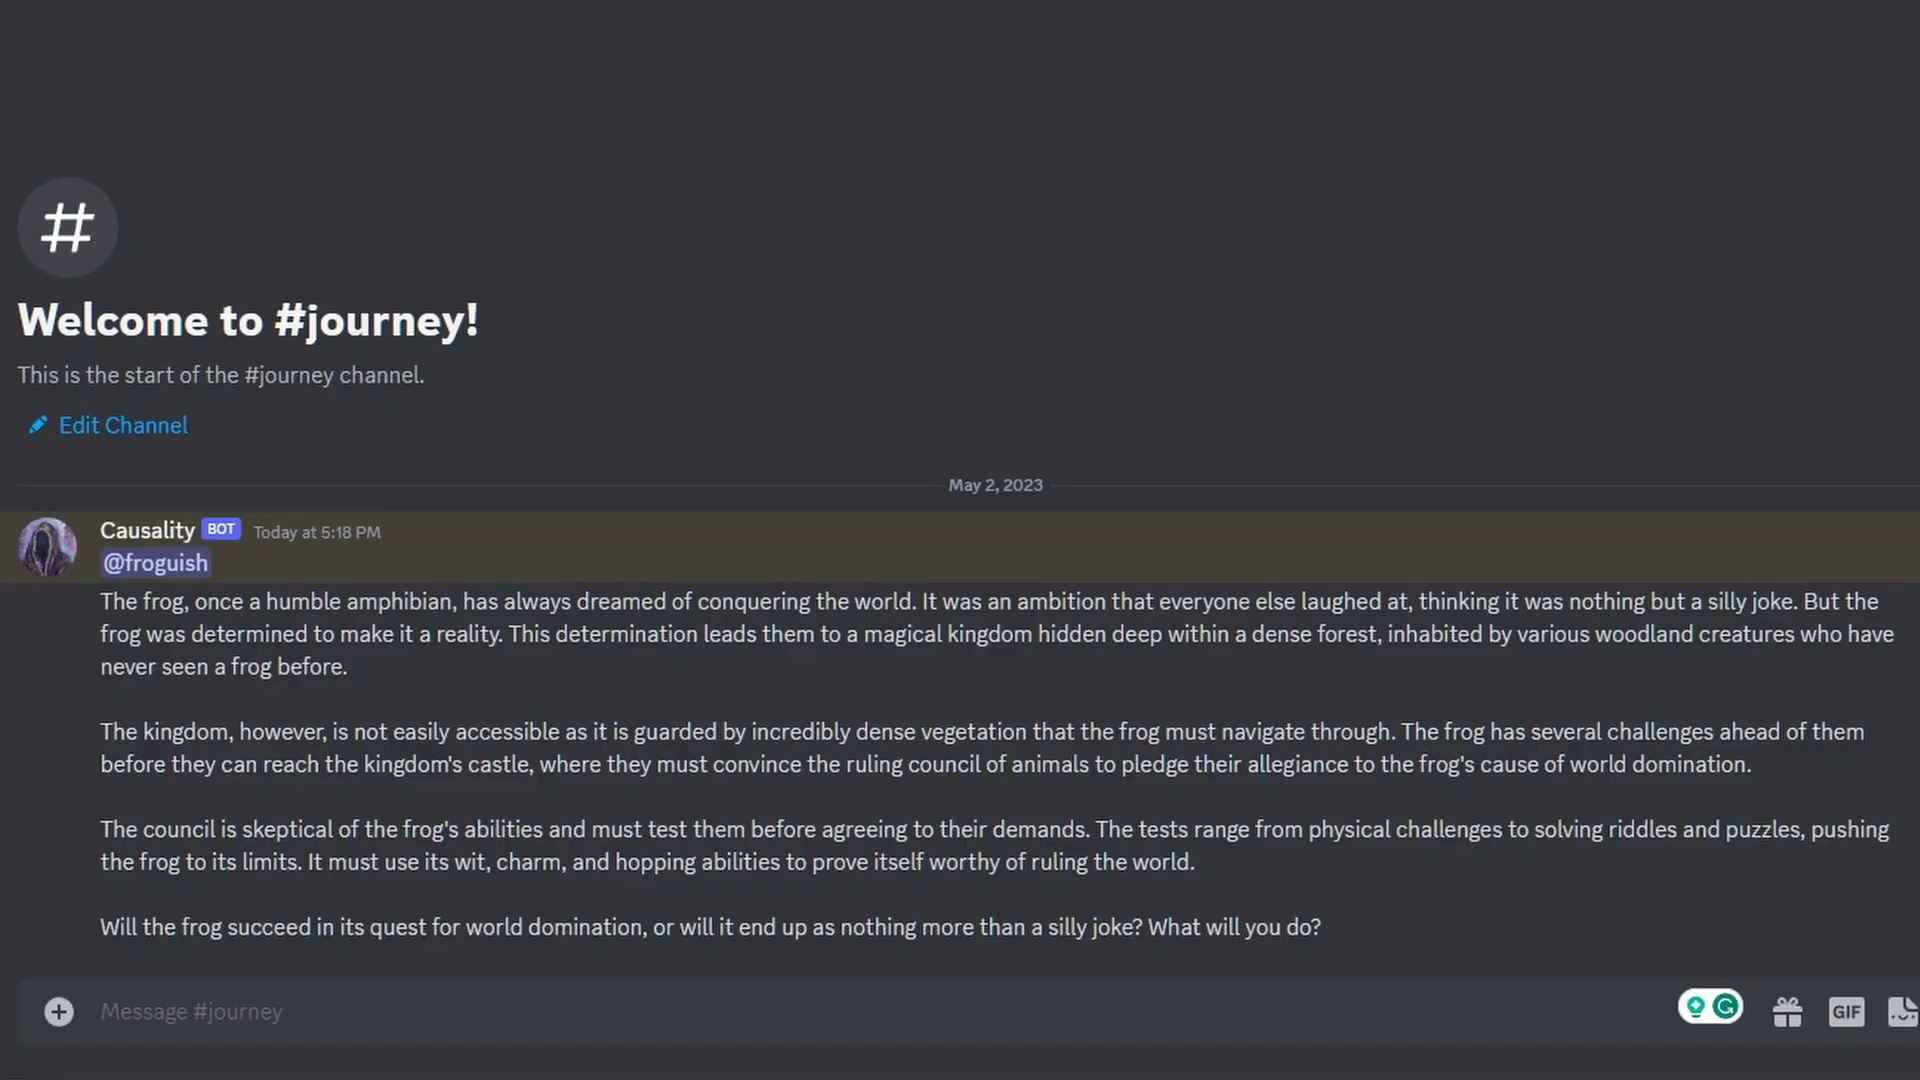 #
Welcome to #journey!
This is the start of the #journey channel.
Edit Channel
May 2, 2023
Causality BOT Today at 5:18 PM
@froguish
The frog, once a humble amphibian, has always dreamed of conquering the world. It was an ambition that everyone else laughed at, thinking it was nothing but a silly joke. But the
frog was determined to make it a reality. This determination leads them to a magical kingdom hidden deep within a dense forest, inhabited by various woodland creatures who have
never seen a frog before.
The kingdom, however, is not easily accessible as it is guarded by incredibly dense vegetation that the frog must navigate through. The frog has several challenges ahead of them
before they can reach the kingdom's castle, where they must convince the ruling council of animals to pledge their allegiance to the frog's cause of world domination.
The council is skeptical of the frog's abilities and must test them before agreeing to their demands. The tests range from physical challenges to solving riddles and puzzles, pushing
the frog to its limits. It must use its wit, charm, and hopping abilities to prove itself worthy of ruling the world.
Will the frog succeed in its quest for world domination, or will it end up as nothing more than a silly joke? What will you do?
Message #journey
GIF